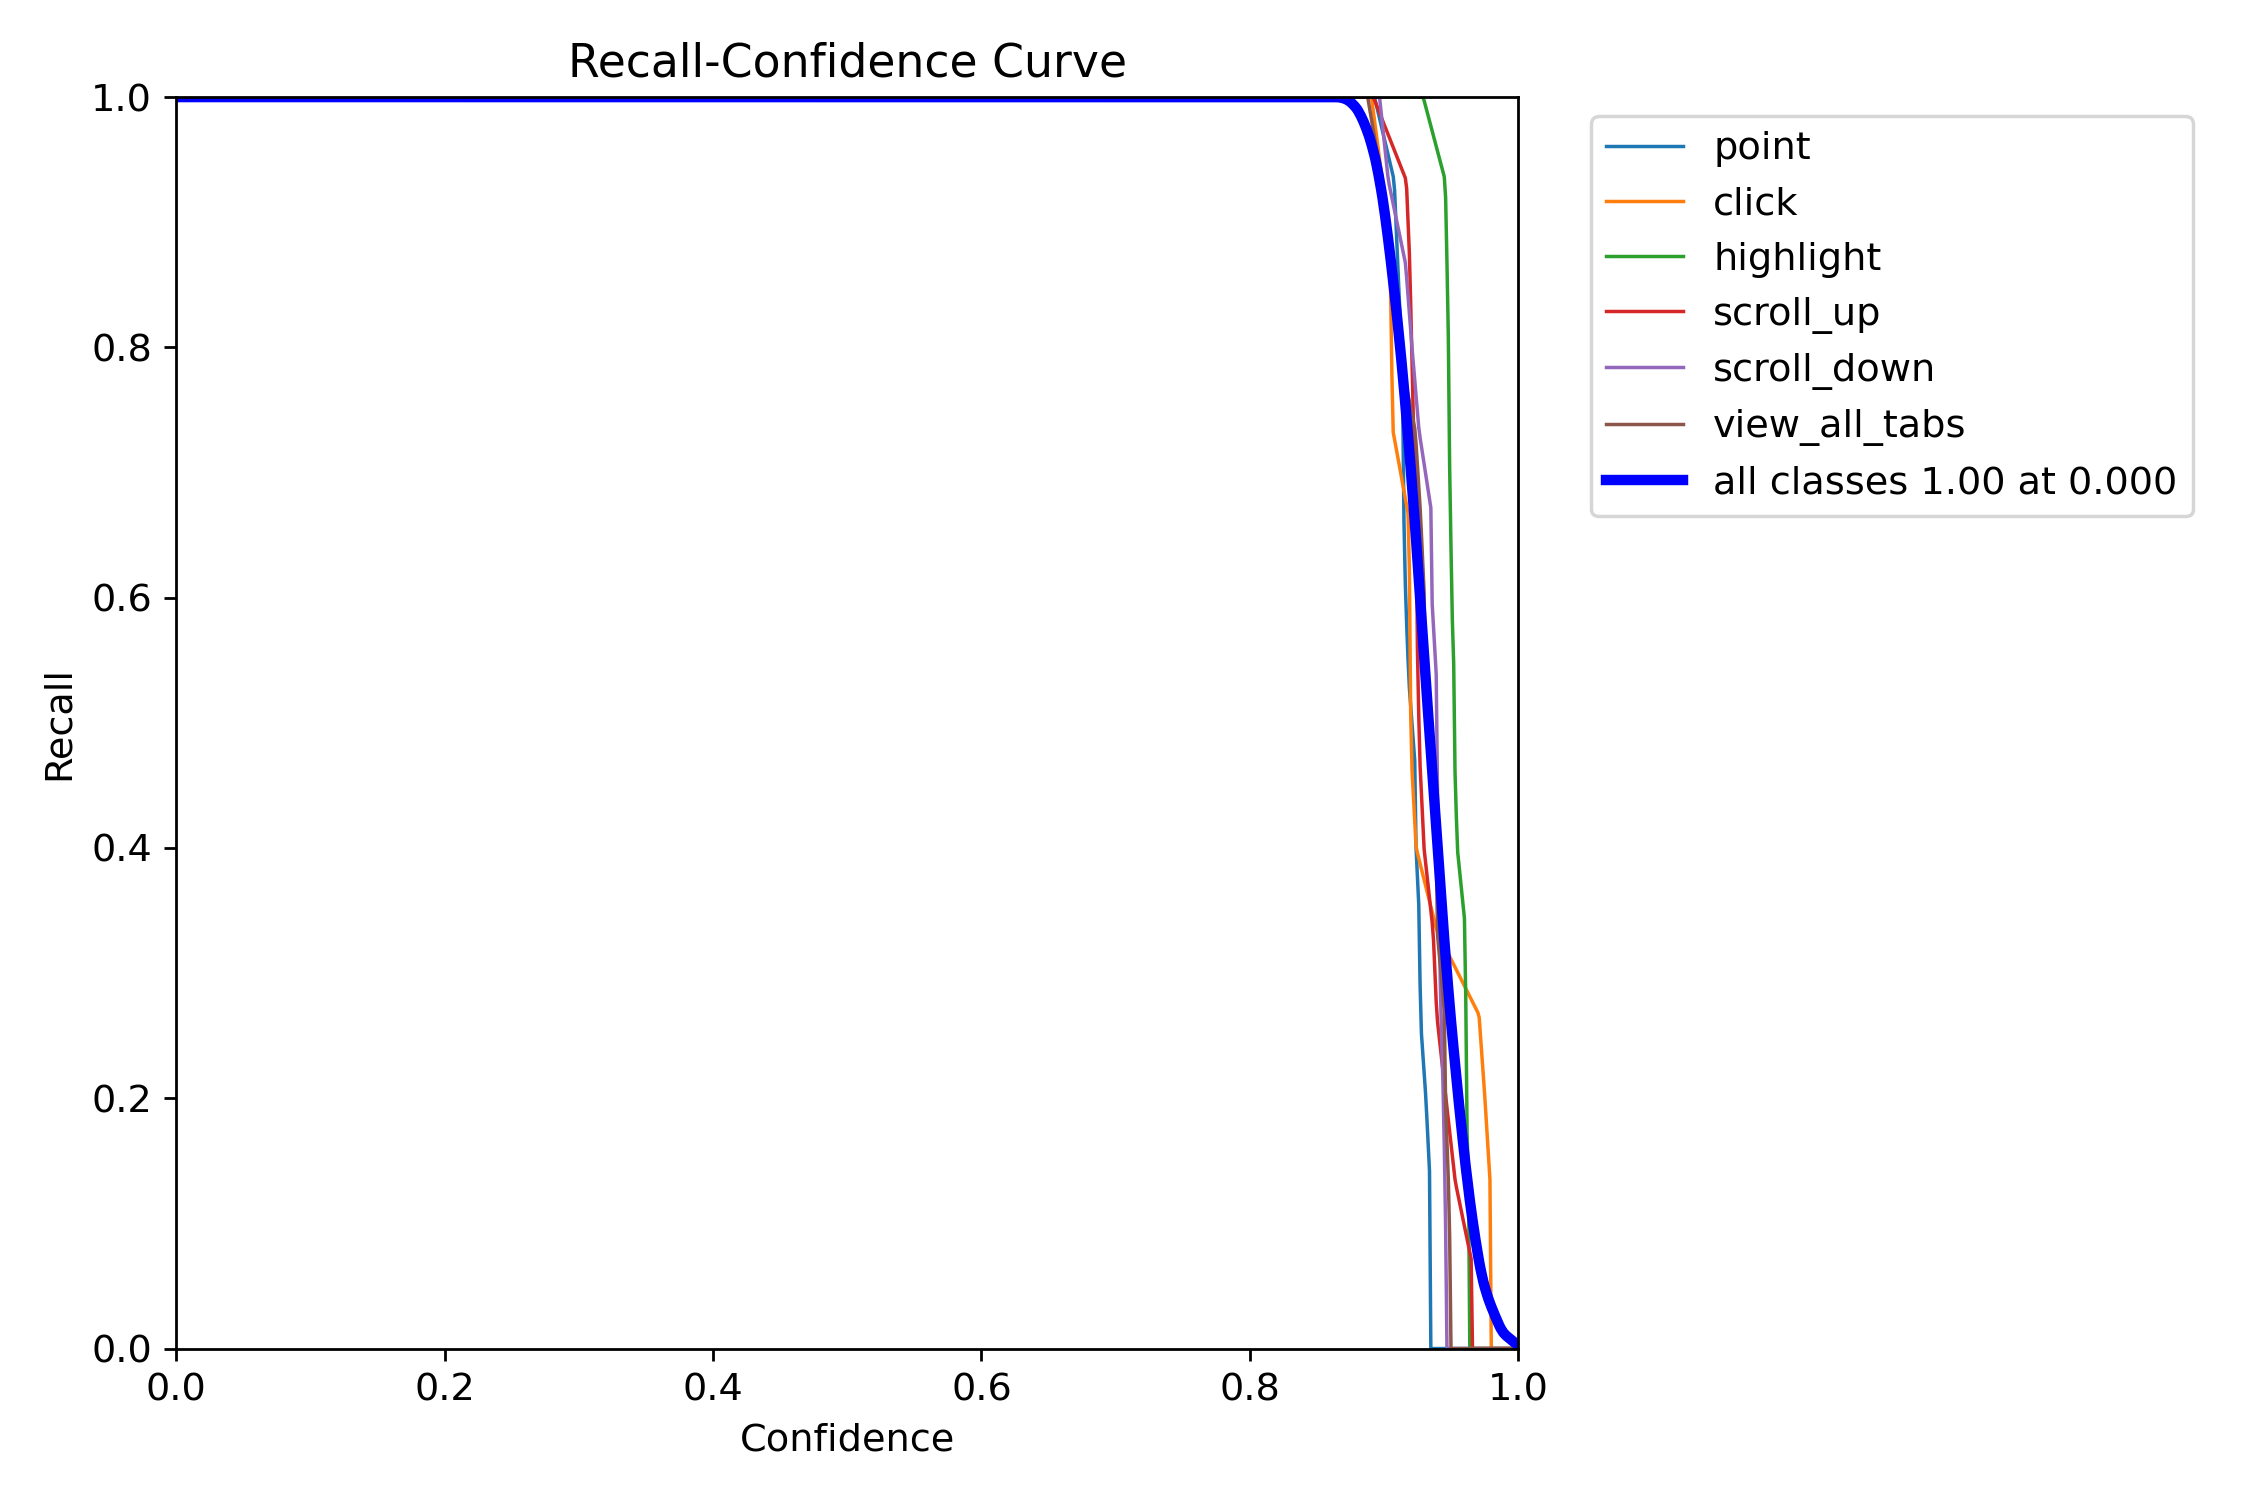 Recall-Confidence Curve
1.0
0.8
0.6
0.4
0.2
0.0
Recall
0.0 0.2 0.4 0.6 0.8 1.0
Confidence
point
click
highlight
scroll_up
scroll_down
view_all_tabs
all classes 1.00 at 0.000